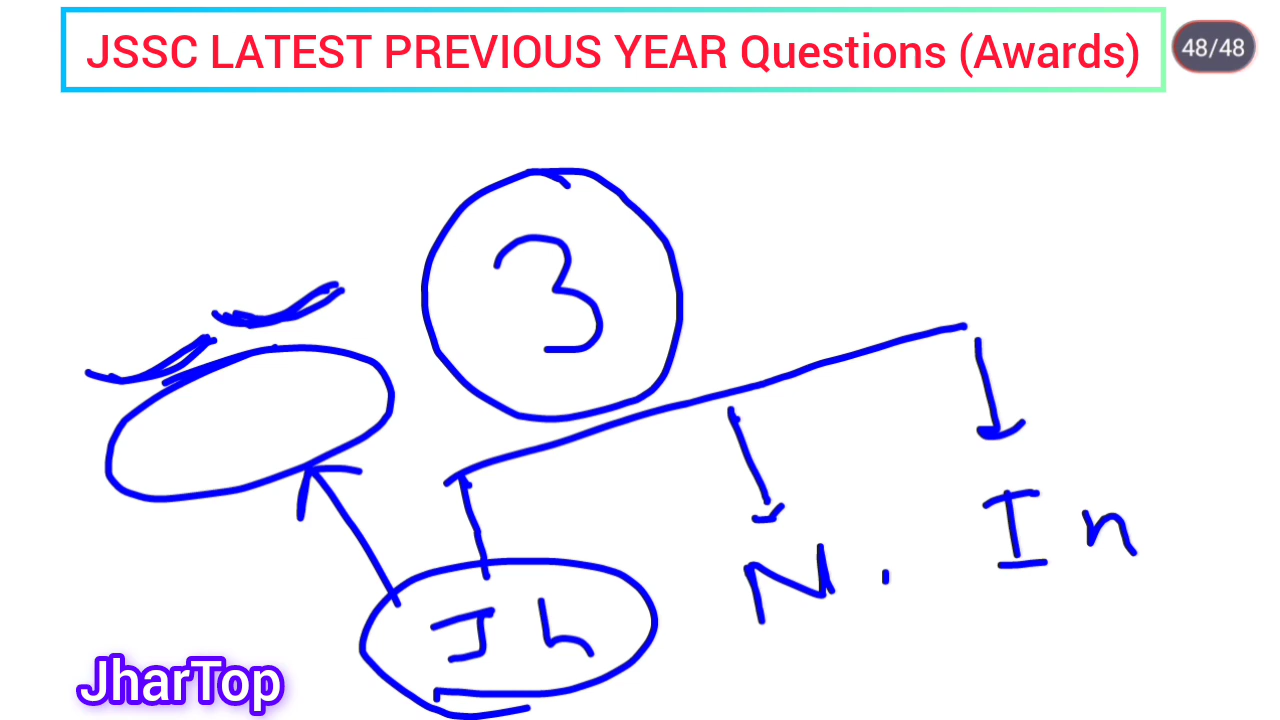 JSSC LATEST PREVIOUS YEAR Questions (Awards)
48/48
3
Jh
N.
In
JharTop